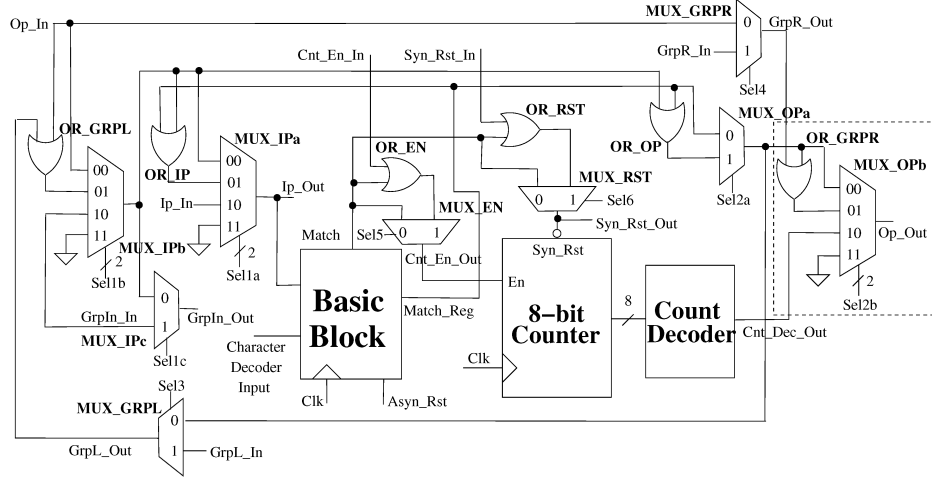 MUX_GRPR
Op_In
0
GrpR_Out
GrpR_In
1
Cnt_En_In
Syn_Rst_In
Sel4
OR_RST
MUX_OPa
OR_GRPL
MUX_IPa
OR_EN
OR_OP
0
1
OR_GRPR
MUX_OPb
00
01
10
11
OR_IP
00
01
10
11
Ip_In
Ip_Out
MUX_RST
0 1
Sel6
Sel2a
00
01
10
11
MUX_EN
Syn_Rst_Out
Match
Sel5
0 1
Op_Out
MUX_IPb
2
Sel1b
2
Sel1a
Cnt_En_Out
Syn_Rst
En
2
Sel2b
0
1
GrpIn_In
GrpIn_Out
MUX_IPc
Sel1c
Basic
Block
Match_Reg
8-bit
Counter
8
Count
Decoder
Cnt_Dec_Out
Character
Decoder
Input
Clk
Clk
Asyn_Rst
Sel3
MUX_GRPL
0
1
GrpL_Out
GrpL_In